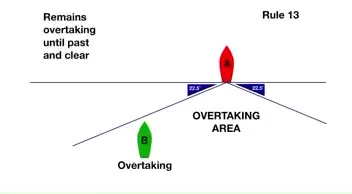 Remains
overtaking
until past
and clear
Rule 13
A
22.5°
22.5°
OVERTAKING
AREA
B
Overtaking